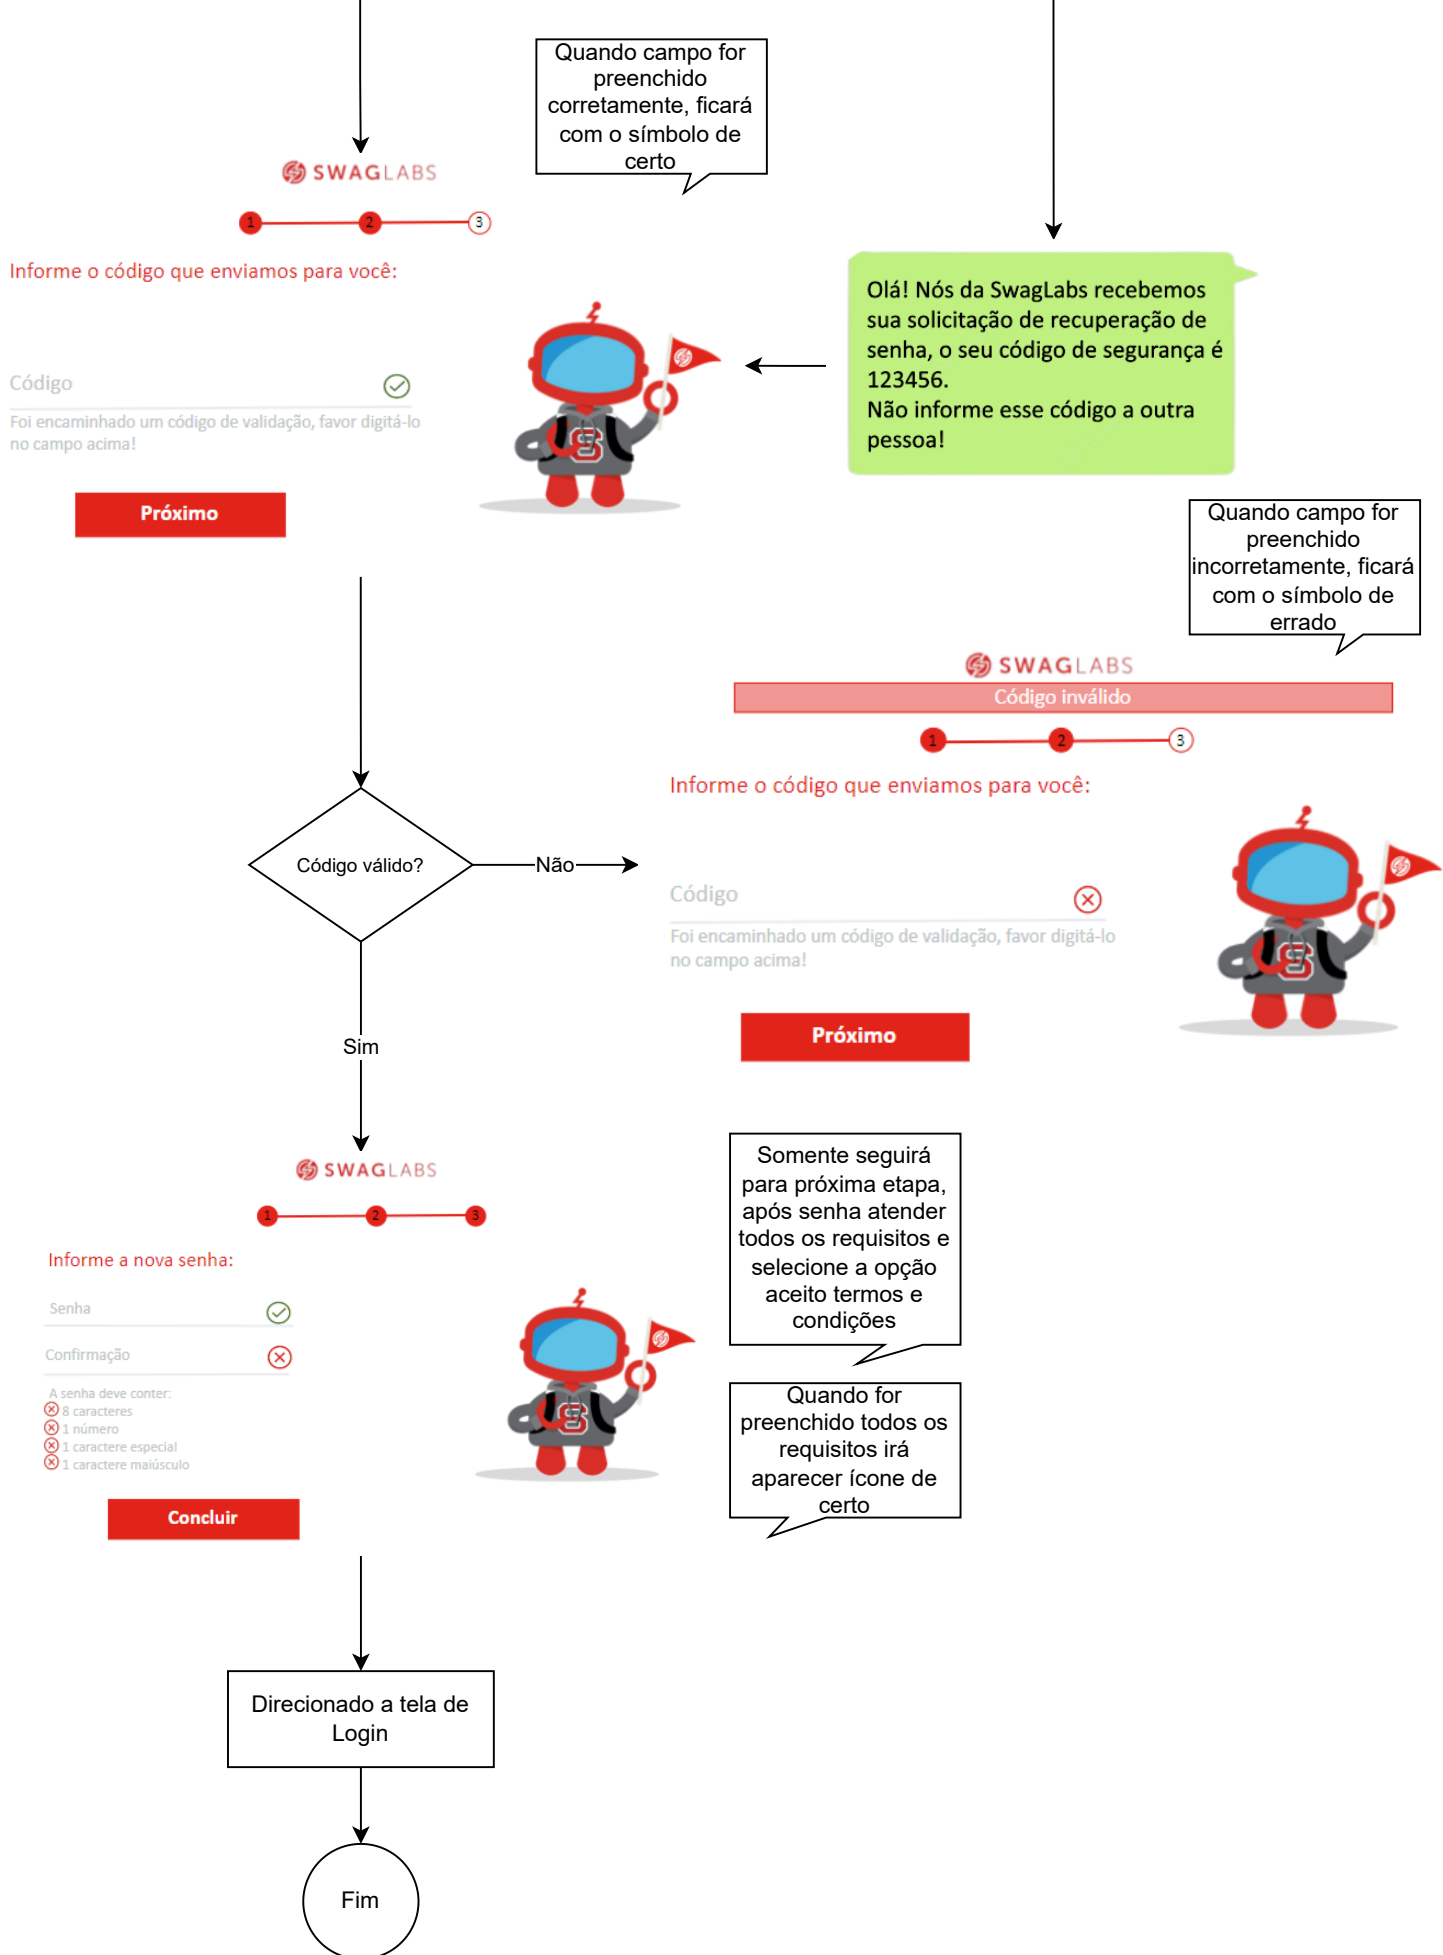 Quando campo for
preenchido
corretamente, ficará
com o símbolo de
certo
SWAGLABS
1
2
3
Informe o código que enviamos para você:
Código
Foi encaminhado um código de validação, favor digitá-lo
no campo acima!
Próximo
Olá! Nós da SwagLabs recebemos
sua solicitação de recuperação de
senha, o seu código de segurança é
123456.
Não informe esse código a outra
pessoa!
Quando campo for
preenchido
incorretamente, ficará
com o símbolo de
errado
SWAGLABS
Código inválido
1
2
3
Informe o código que enviamos para você:
Código
Foi encaminhado um código de validação, favor digitá-lo
no campo acima!
Próximo
Código válido?
Não
Sim
SWAGLABS
1
2
3
Informe a nova senha:
Senha
Confirmação
A senha deve conter:
8 caracteres
1 número
1 caractere especial
1 caractere maiúsculo
Concluir
Somente seguirá
para próxima etapa,
após senha atender
todos os requisitos e
selecione a opção
aceito termos e
condições
Quando for
preenchido todos os
requisitos irá
aparecer ícone de
certo
Direcionado a tela de
Login
Fim
S
S
S